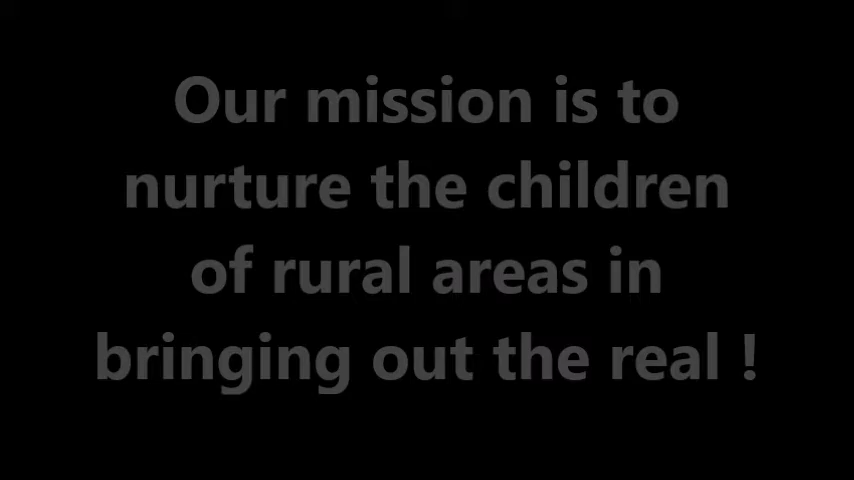 Our mission is to
nurture the children
of rural areas in
bringing out the real !